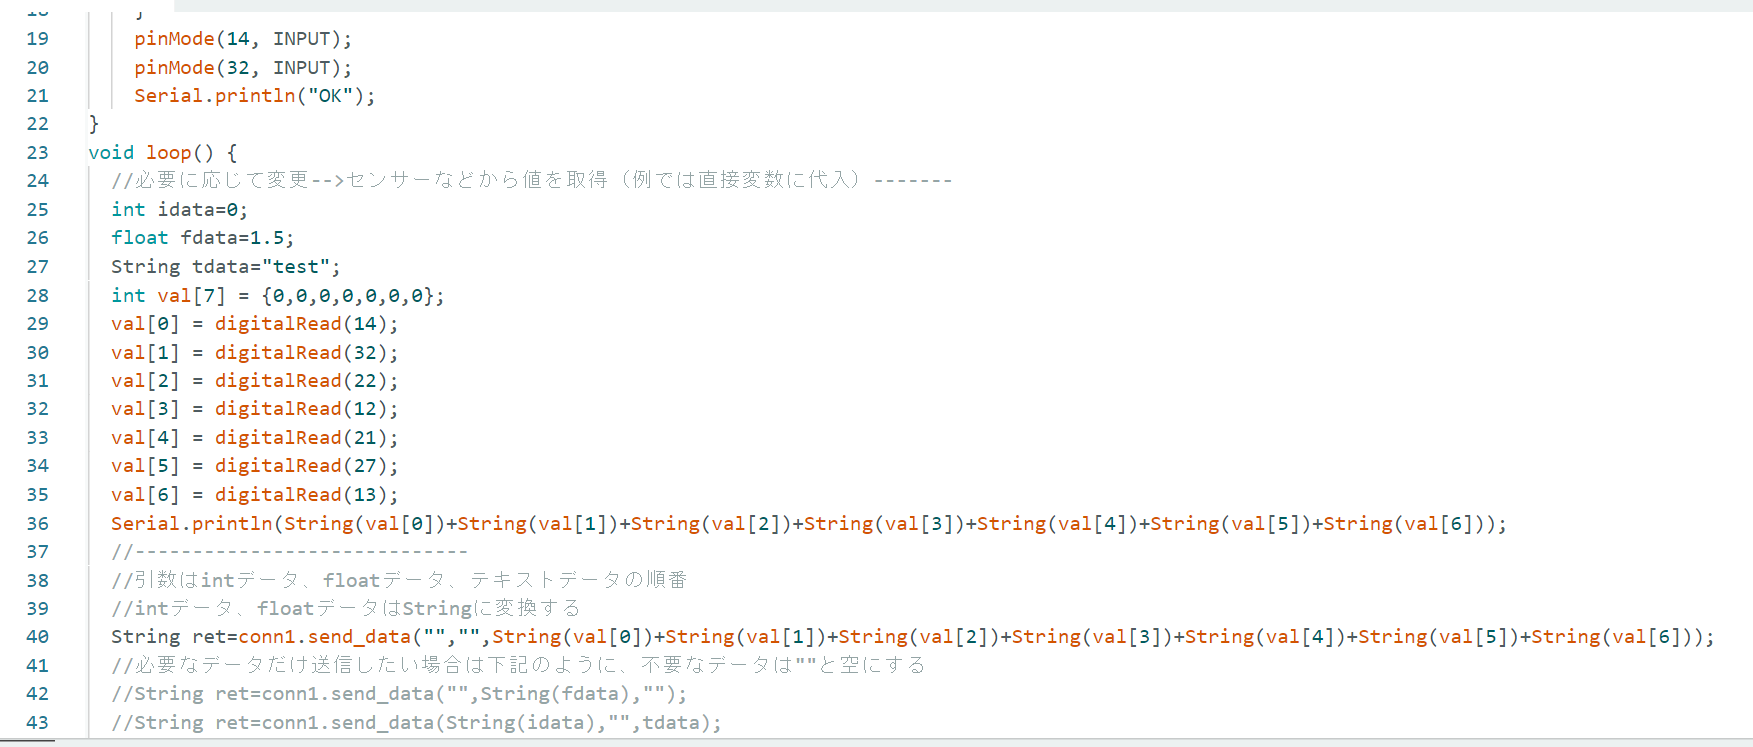 19 pinMode(14, INPUT);
20 pinMode(32, INPUT);
21 Serial.println("OK");
22 }
23 void loop() {
24 //必要に応じて変更-->センサーなどから値を取得（例では直接変数に代入）-------
25 int idata=0;
26 float fdata=1.5;
27 String tdata="test";
28 int val[7] = {0,0,0,0,0,0,0};
29 val[0] = digitalRead(14);
30 val[1] = digitalRead(32);
31 val[2] = digitalRead(22);
32 val[3] = digitalRead(12);
33 val[4] = digitalRead(21);
34 val[5] = digitalRead(27);
35 val[6] = digitalRead(13);
36 Serial.println(String(val[0])+String(val[1])+String(val[2])+String(val[3])+String(val[4])+String(val[5])+String(val[6]));
37 //-----------------------------
38 //引数はintデータ、floatデータ、テキストデータの順番
39 //intデータ、floatデータはStringに変換する
40 String ret=conn1.send_data("","",String(val[0])+String(val[1])+String(val[2])+String(val[3])+String(val[4])+String(val[5])+String(val[6]));
41 //必要なデータだけ送信したい場合は下記のように、不要なデータは""と空にする
42 //String ret=conn1.send_data("",String(fdata),"");
43 //String ret=conn1.send_data(String(idata),"",tdata);